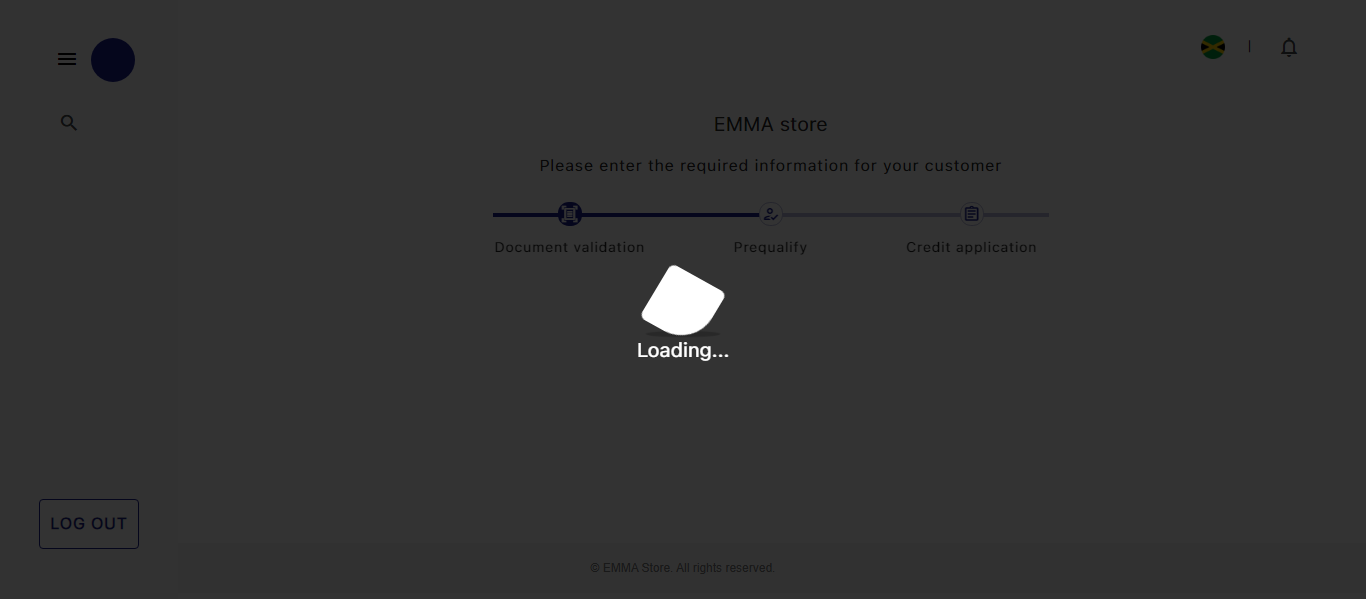 EMMA store
Please enter the required information for your customer
Document validation
Prequalify
Credit application
Loading...
LOG OUT
© EMMA Store. All rights reserved.